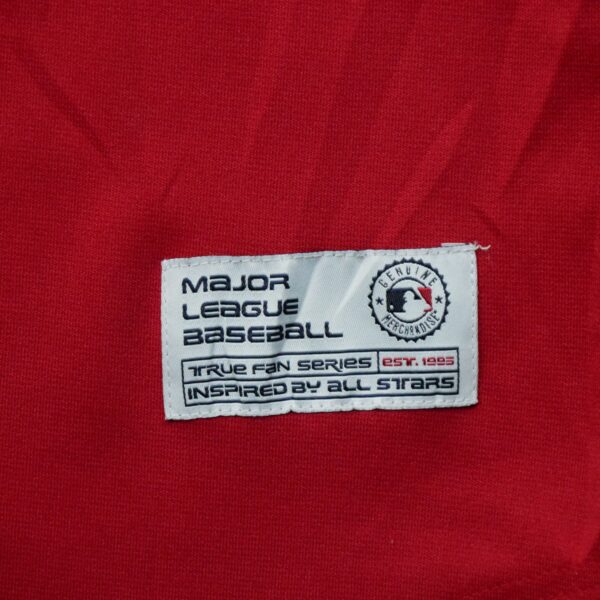 MAJOR
LEAGUE
BASEBALL
GENUINE
MERCHANDISE
TRUE FAN SERIES EST. 1995
INSPIRED BY ALL STARS